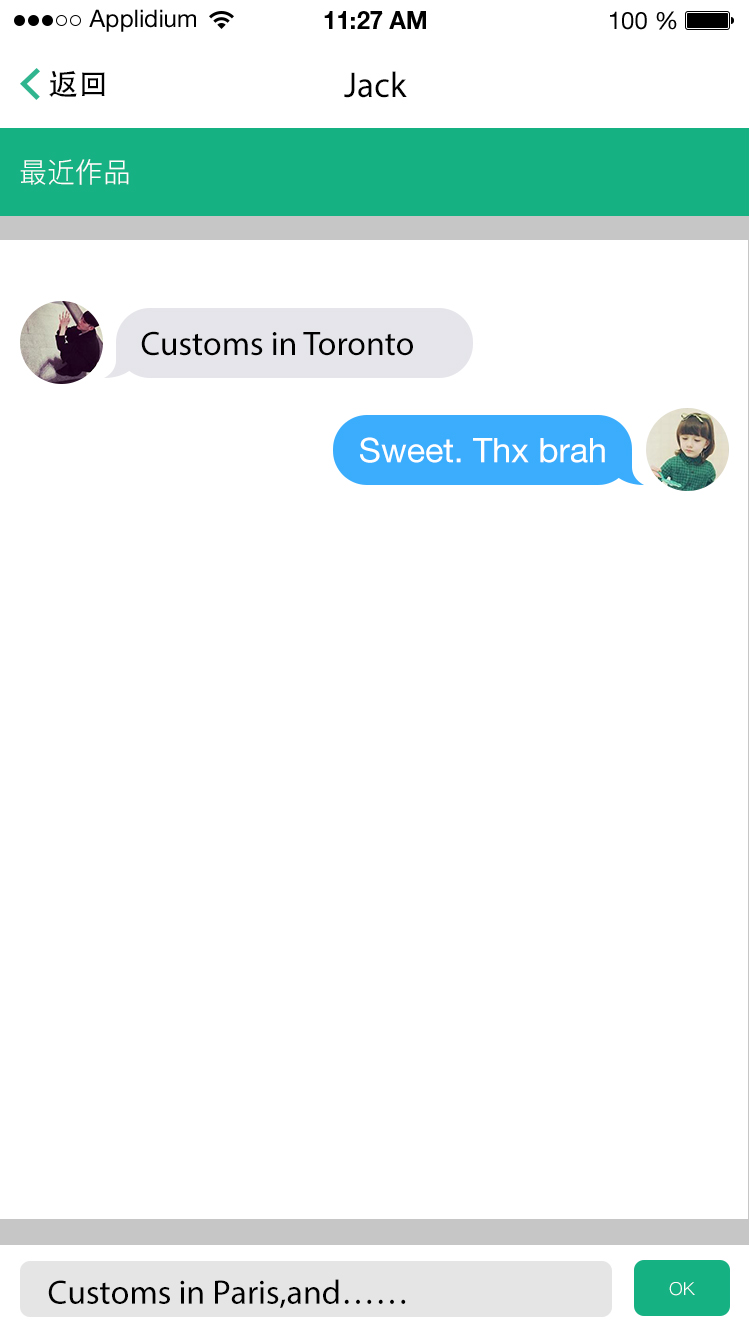 Applidium 11:27 AM 100 %
返回 Jack
最近作品
Customs in Toronto
Sweet. Thx brah
Customs in Paris,and…… OK